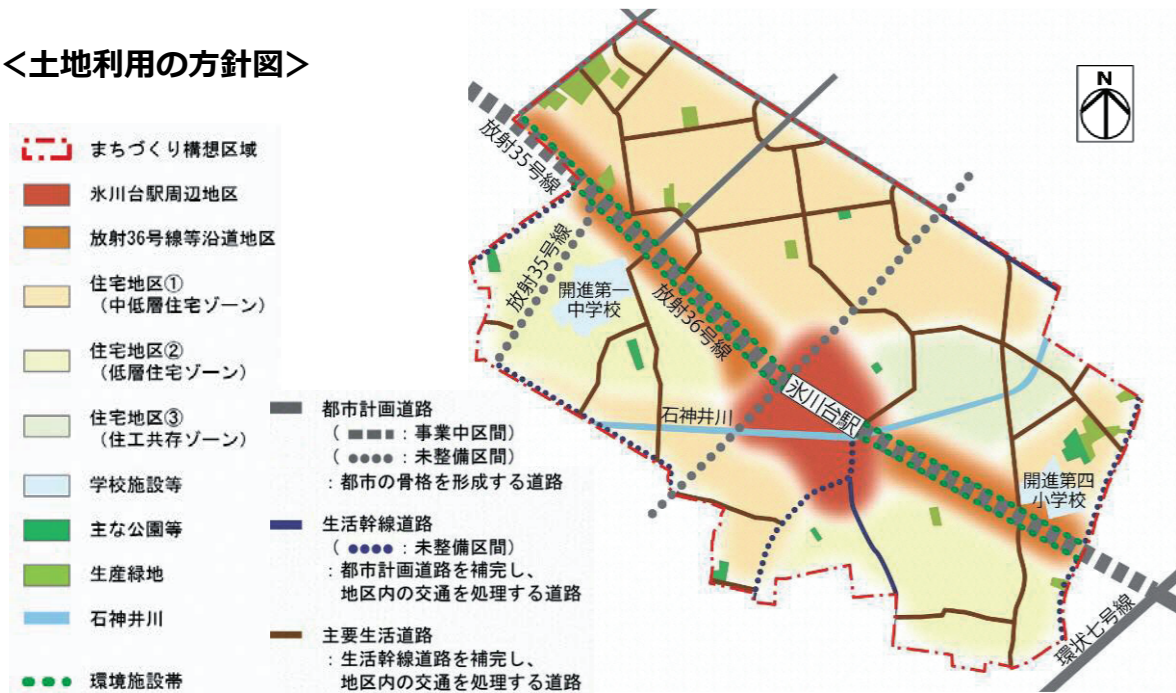 ＜土地利用の方針図＞
まちづくり構想区域
氷川台駅周辺地区
放射36号線等沿道地区
住宅地区①
（中低層住宅ゾーン）
住宅地区②
（低層住宅ゾーン）
住宅地区③
（住工共存ゾーン）
学校施設等
主な公園等
生産緑地
石神井川
環境施設帯
都市計画道路
（ ：事業中区間）
（ ：未整備区間）
：都市の骨格を形成する道路
生活幹線道路
（ ：未整備区間）
：都市計画道路を補完し、
地区内の交通を処理する道路
主要生活道路
：生活幹線道路を補完し、
地区内の交通を処理する道路
N
放射35号線
放射35号線
開進第一
中学校
放射36号線
氷川台駅
石神井川
開進第四
小学校
環状七号線